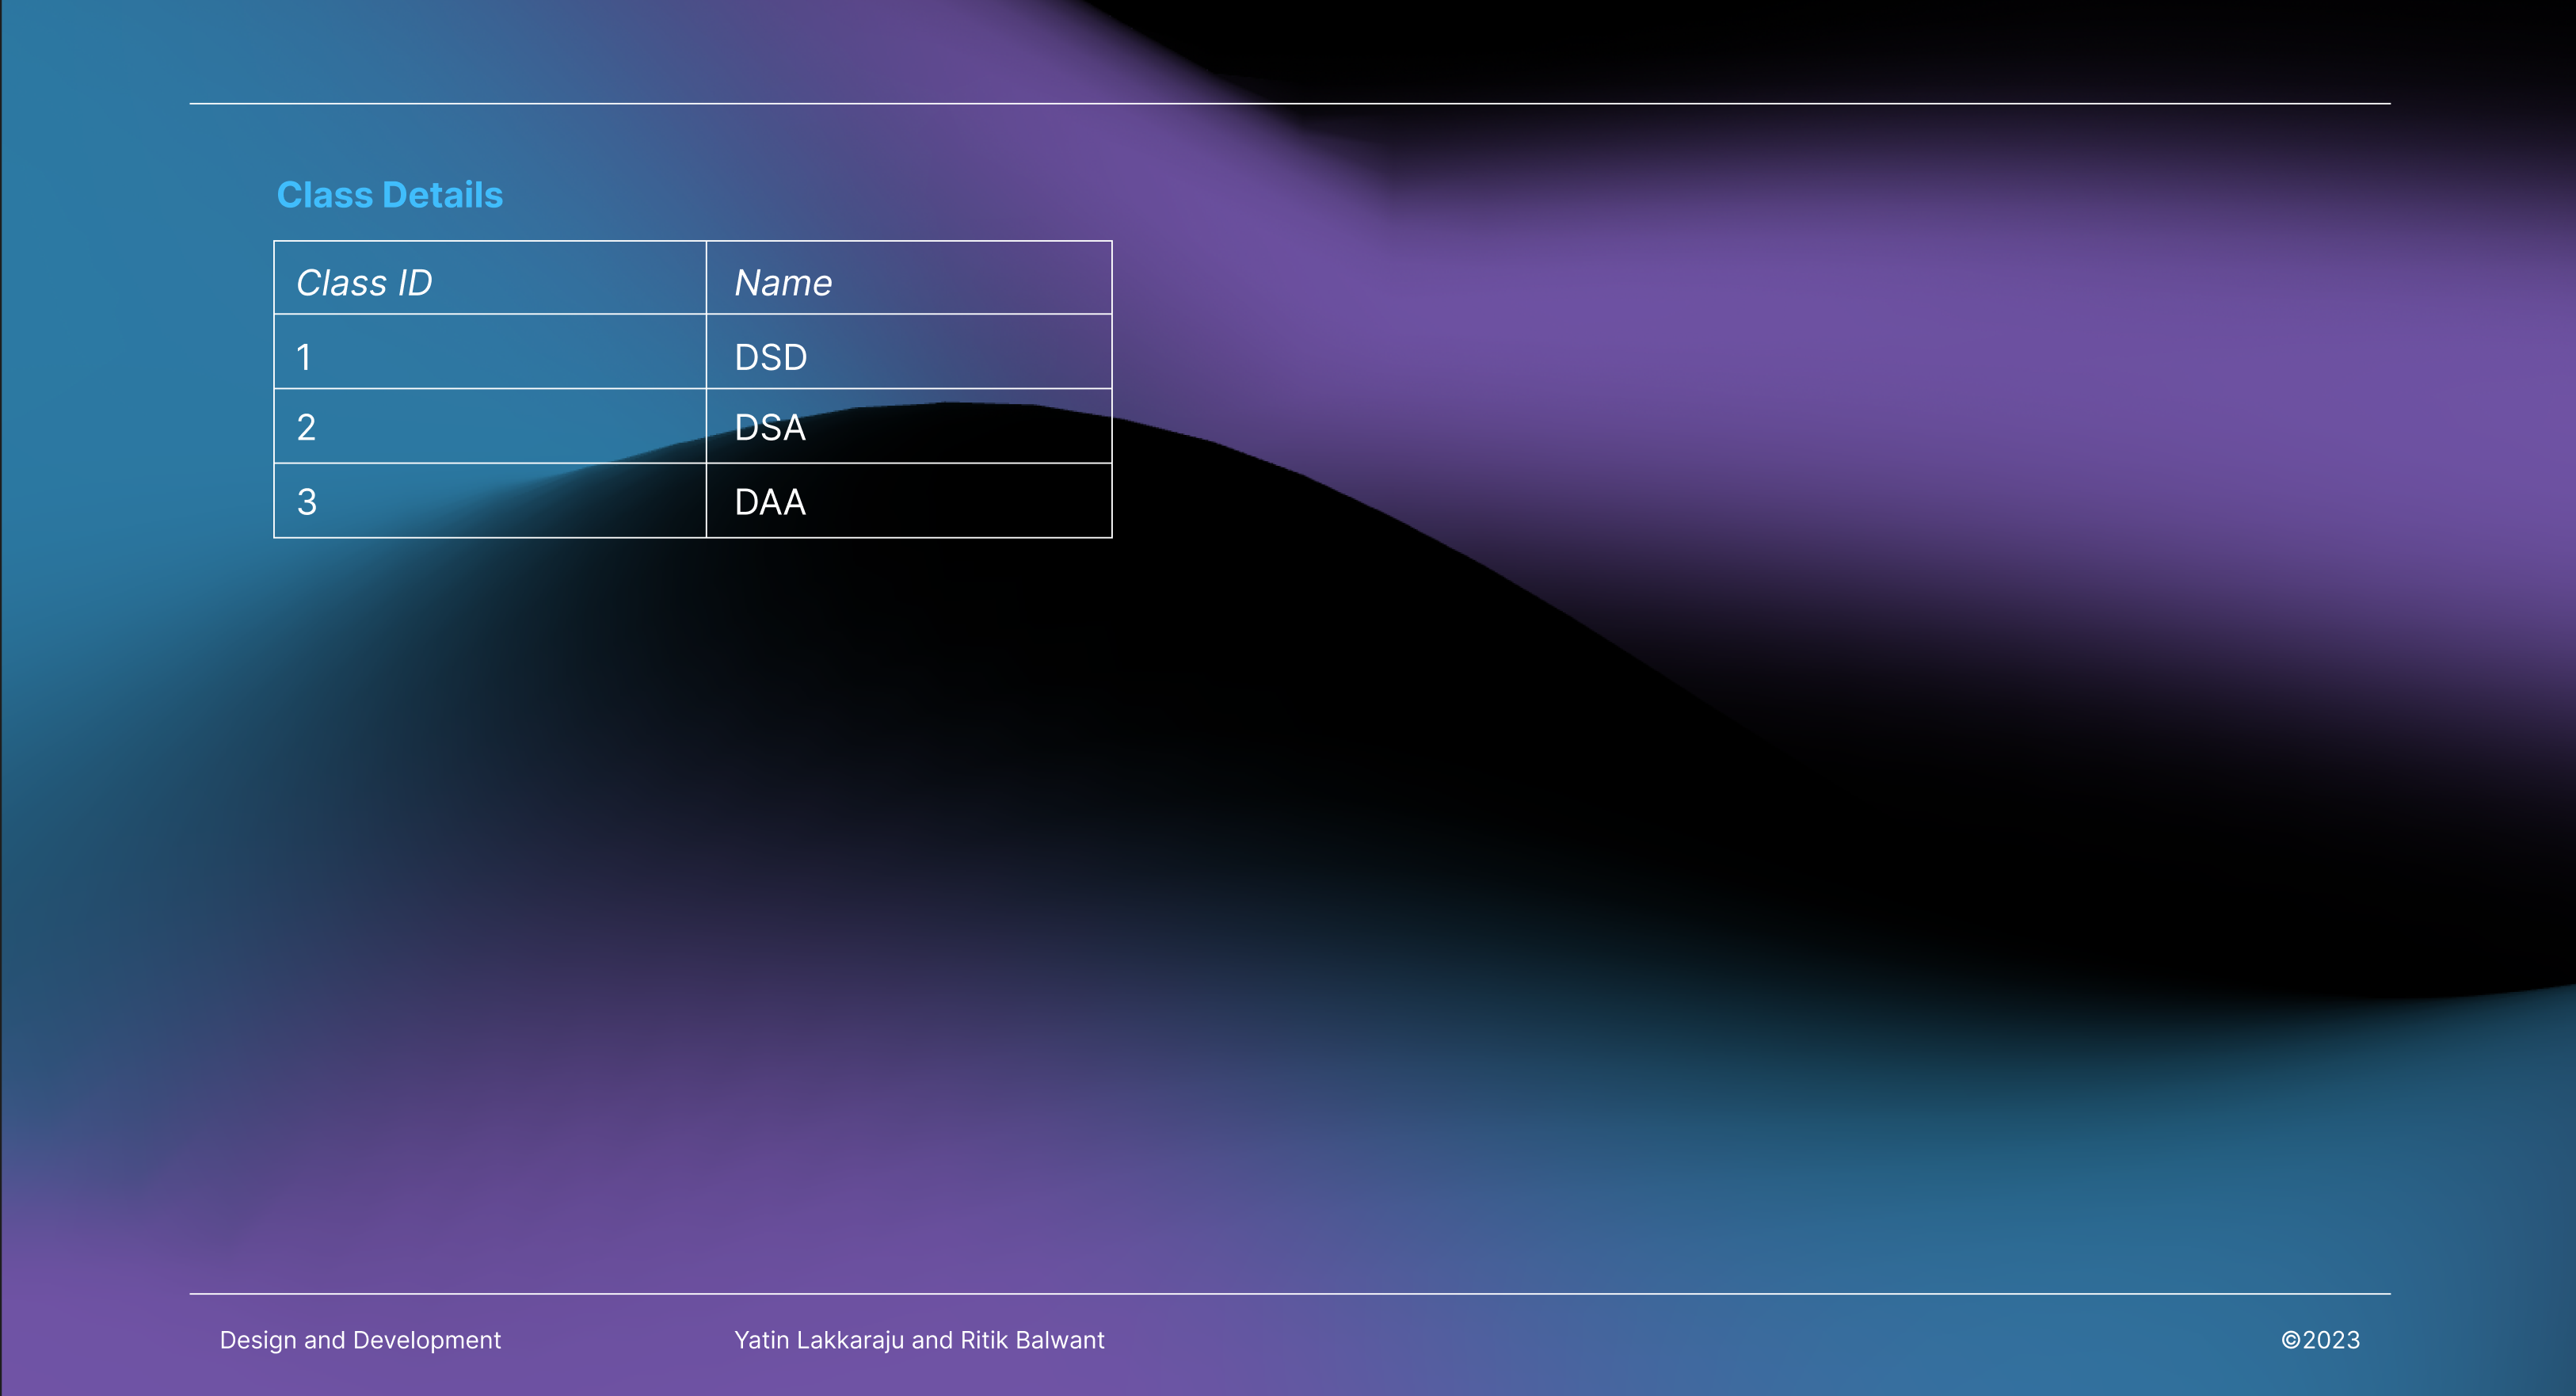 Class Details
Class ID Name
1 DSD
2 DSA
3 DAA
Design and Development Yatin Lakkaraju and Ritik Balwant ©2023